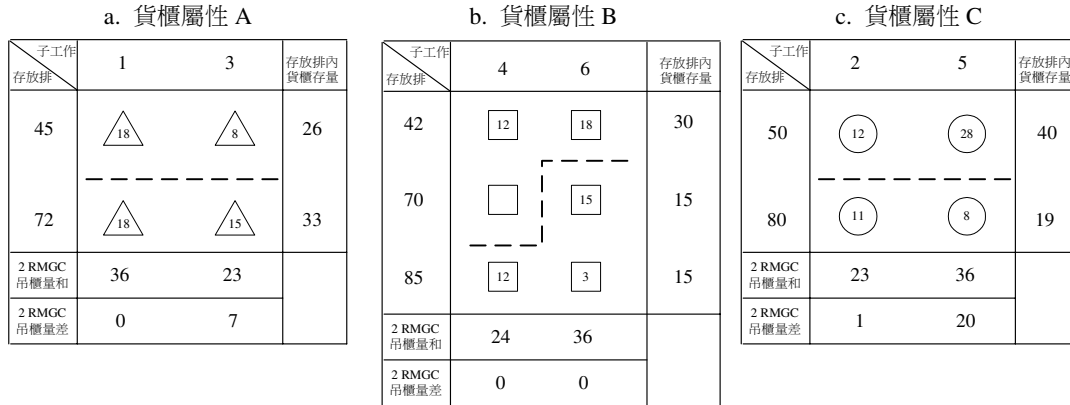 a. 貨櫃屬性 A
子工作
存放排
1 3
存放排內
貨櫃存量
45 18 8 26
72 18 15 33
2 RMGC
吊櫃量和
36 23
2 RMGC
吊櫃量差
0 7
b. 貨櫃屬性 B
子工作
存放排
4 6
存放排內
貨櫃存量
42 12 18 30
70 15 15
85 12 3 15
2 RMGC
吊櫃量和
24 36
2 RMGC
吊櫃量差
0 0
c. 貨櫃屬性 C
子工作
存放排
2 5
存放排內
貨櫃存量
50 12 28 40
80 11 8 19
2 RMGC
吊櫃量和
23 36
2 RMGC
吊櫃量差
1 20